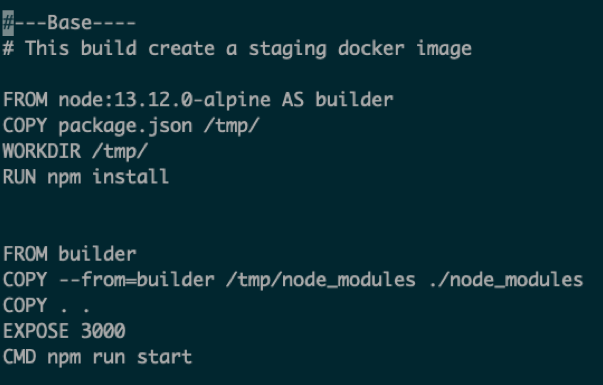 #---Base----
# This build create a staging docker image
FROM node:13.12.0-alpine AS builder
COPY package.json /tmp/
WORKDIR /tmp/
RUN npm install
FROM builder
COPY --from=builder /tmp/node_modules ./node_modules
COPY . .
EXPOSE 3000
CMD npm run start